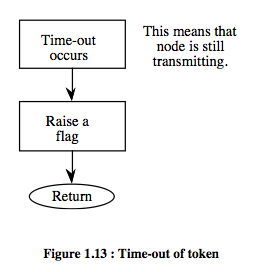 Time-out
occurs
This means that
node is still
transmitting.
Raise a
flag
Return
Figure 1.13 : Time-out of token